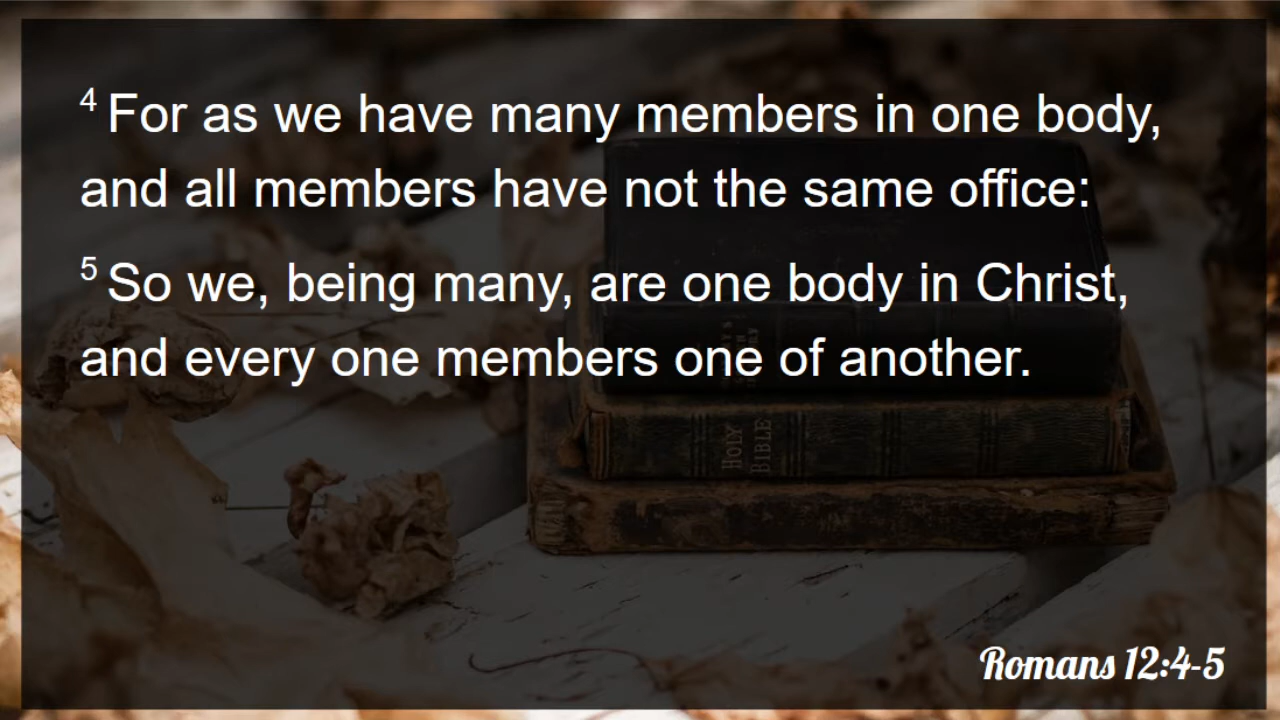 4 For as we have many members in one body,
and all members have not the same office:
5 So we, being many, are one body in Christ,
and every one members one of another.
HOLY
BIBLE
Romans 12:4-5